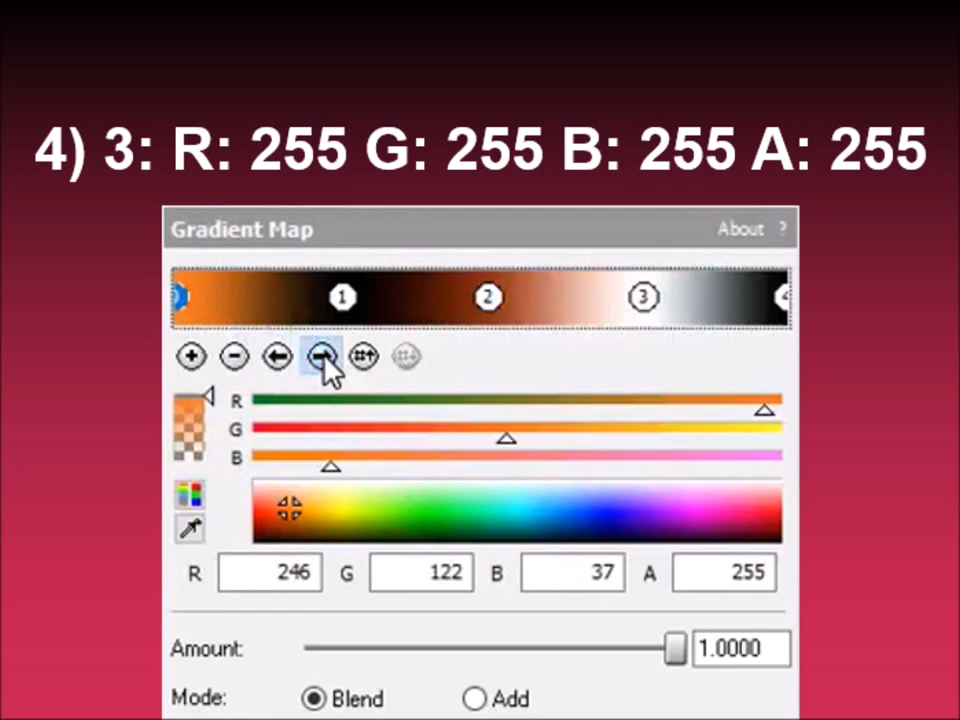 4) 3: R: 255 G: 255 B: 255 A: 255
Gradient Map About ?
1 2 3 4
R
G
B
R 246 G 122 B 37 A 255
Amount: 1.0000
Mode: Blend Add